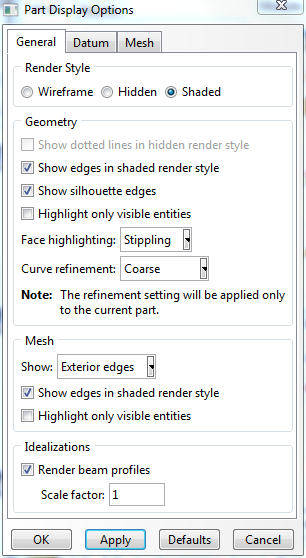 Part Display Options
General Datum Mesh
Render Style
Wireframe Hidden Shaded
Geometry
Show dotted lines in hidden render style
Show edges in shaded render style
Show silhouette edges
Highlight only visible entities
Face highlighting: Stippling
Curve refinement: Coarse
Note: The refinement setting will be applied only
to the current part.
Mesh
Show: Exterior edges
Show edges in shaded render style
Highlight only visible entities
Idealizations
Render beam profiles
Scale factor: 1
OK Apply Defaults Cancel